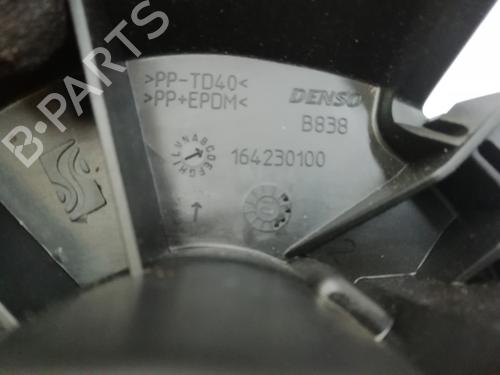 >PP-TD40<
>PP+EPDM<
DENSO
B838
164230100
B-PARTS